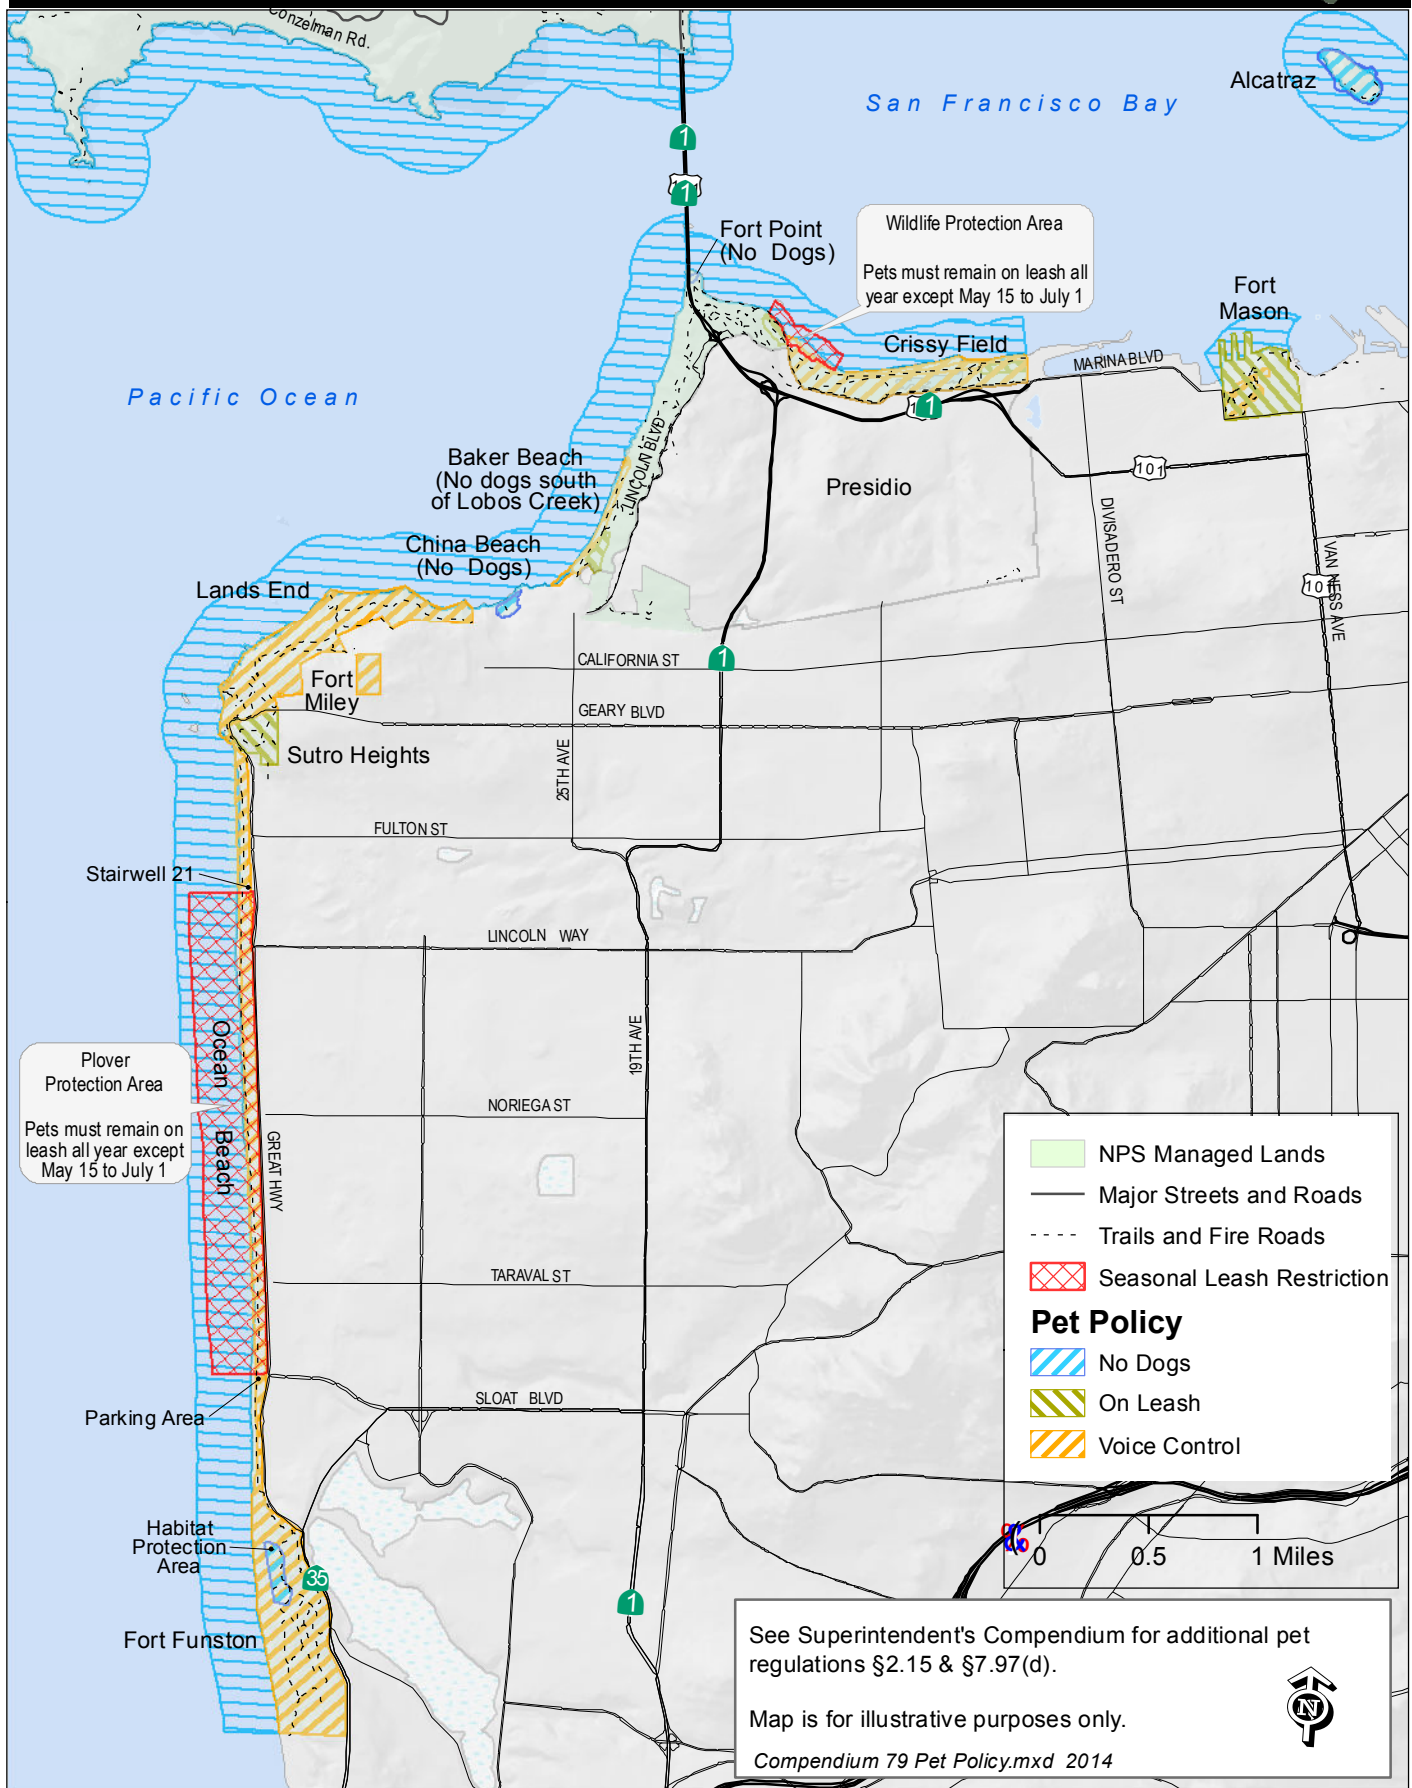 Conzelman Rd.
Alcatraz
San Francisco Bay
1
1
Fort Point
(No Dogs)
Wildlife Protection Area
Pets must remain on leash all
year except May 15 to July 1
Fort
Mason
Crissy Field
MARINA BLVD
Pacific Ocean
1
LINCOLN BLVD
Baker Beach
(No dogs south
of Lobos Creek)
101
Presidio
DIVISADERO ST
China Beach
(No Dogs)
VAN NESS AVE
101
Lands End
CALIFORNIA ST
1
Fort
Miley
GEARY BLVD
Sutro Heights
25TH AVE
FULTON ST
Stairwell 21
LINCOLN WAY
Ocean Beach
19TH AVE
Plover
Protection Area
Pets must remain on
leash all year except
May 15 to July 1
NORIEGA ST
GREAT HWY
NPS Managed Lands
Major Streets and Roads
Trails and Fire Roads
Seasonal Leash Restriction
Pet Policy
No Dogs
On Leash
Voice Control
TARAVAL ST
SLOAT BLVD
Parking Area
Habitat
Protection
Area
35
0 0.5 1 Miles
1
Fort Funston
See Superintendent's Compendium for additional pet
regulations §2.15 & §7.97(d).
Map is for illustrative purposes only.
Compendium 79 Pet Policy.mxd 2014
N